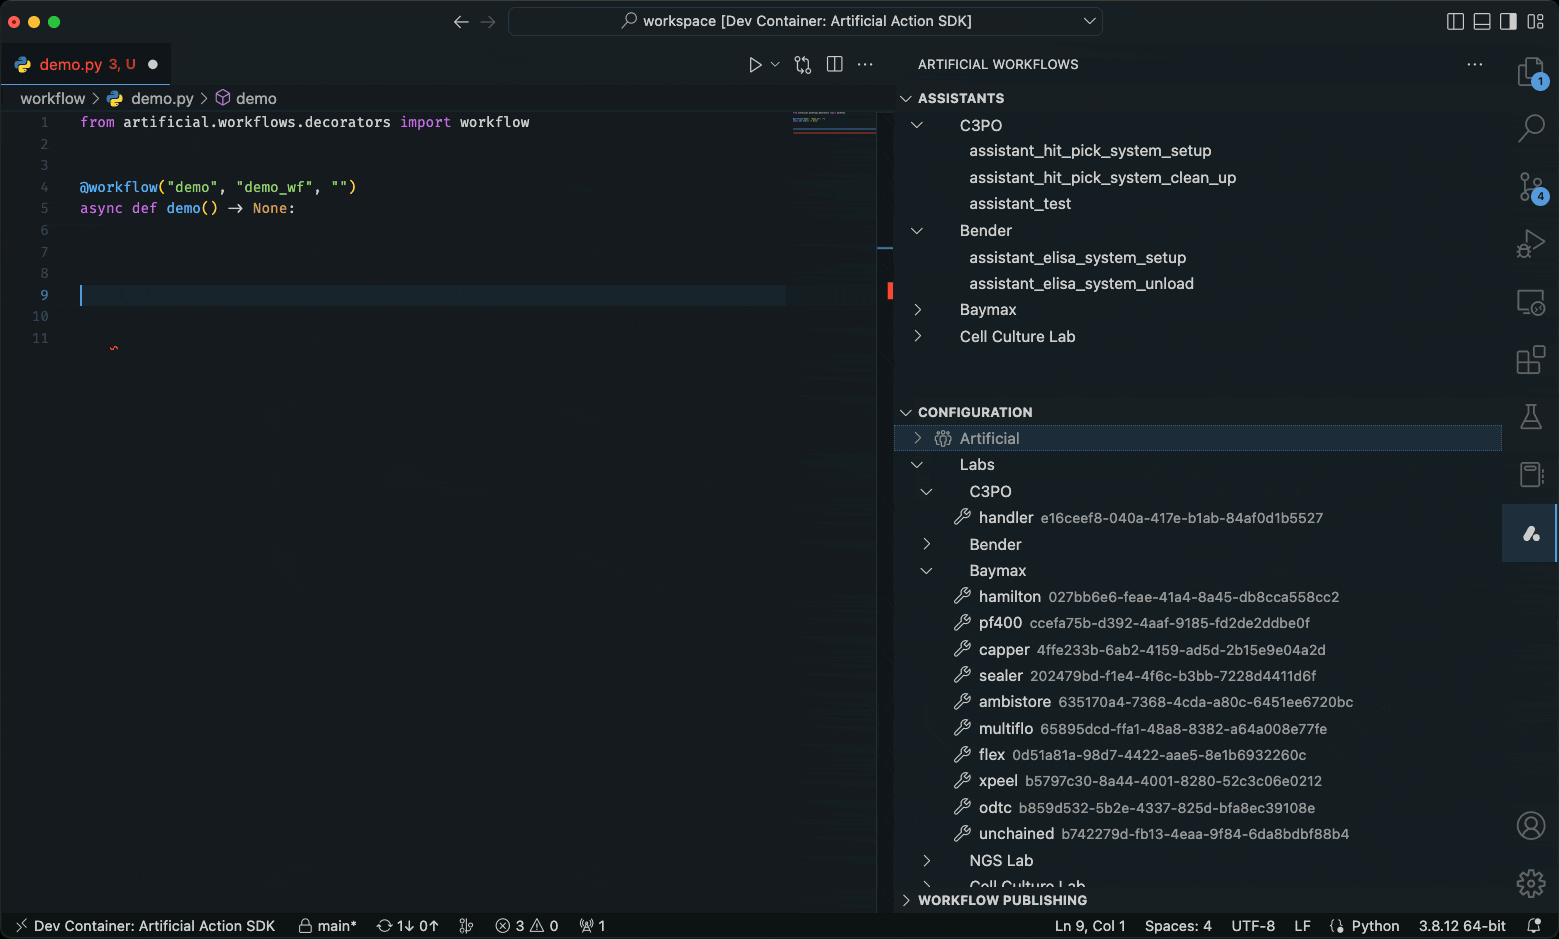 workspace [Dev Container: Artificial Action SDK]
demo.py 3, U
workflow > demo.py > demo
1 from artificial.workflows.decorators import workflow
2
3
4 @workflow("demo", "demo_wf", "")
5 async def demo() → None:
6
7
8
9
10
11
ARTIFICIAL WORKFLOWS
ASSISTANTS
C3PO
assistant_hit_pick_system_setup
assistant_hit_pick_system_clean_up
assistant_test
Bender
assistant_elisa_system_setup
assistant_elisa_system_unload
Baymax
Cell Culture Lab
CONFIGURATION
Artificial
Labs
C3PO
handler e16ceef8-040a-417e-b1ab-84af0d1b5527
Bender
Baymax
hamilton 027bb6e6-feae-41a4-8a45-db8cca558cc2
pf400 ccefa75b-d392-4aaf-9185-fd2de2ddbe0f
capper 4ffe233b-6ab2-4159-ad5d-2b15e9e04a2d
sealer 202479bd-f1e4-4f6c-b3bb-7228d4411d6f
ambistore 635170a4-7368-4cda-a80c-6451ee6720bc
multiflo 65895dcd-ffa1-48a8-8382-a64a008e77fe
flex 0d51a81a-98d7-4422-aae5-8e1b6932260c
xpeel b5797c30-8a44-4001-8280-52c3c06e0212
odtc b859d532-5b2e-4337-825d-bfa8ec39108e
unchained b742279d-fb13-4eaa-9f84-6da8bdbf88b4
NGS Lab
Cell Culture Lab
WORKFLOW PUBLISHING
1
4
Dev Container: Artificial Action SDK main* 1↓ 0↑ 3 0 1 Ln 9, Col 1 Spaces: 4 UTF-8 LF Python 3.8.12 64-bit